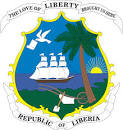 THE LOVE OF LIBERTY BROUGHT US HERE
REPUBLIC OF LIBERIA